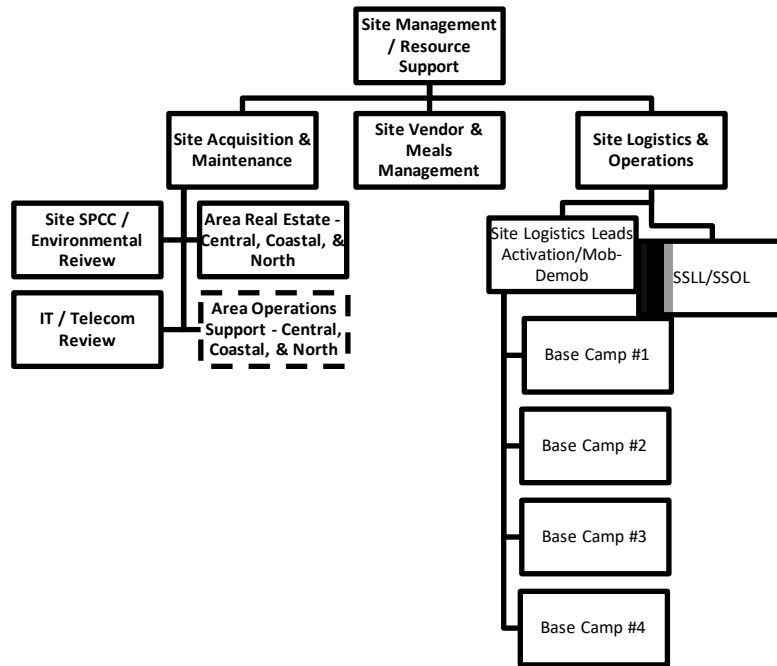 Site Management
/ Resource
Support
Site Acquisition &
Maintenance
Site Vendor &
Meals
Management
Site Logistics &
Operations
Site SPCC /
Environmental
Reivew
Area Real Estate -
Central, Coastal, &
North
Site Logistics Leads
Activation/Mob-
Demob
SSLL/SSOL
IT / Telecom
Review
Area Operations
Support - Central,
Coastal, & North
Base Camp #1
Base Camp #2
Base Camp #3
Base Camp #4